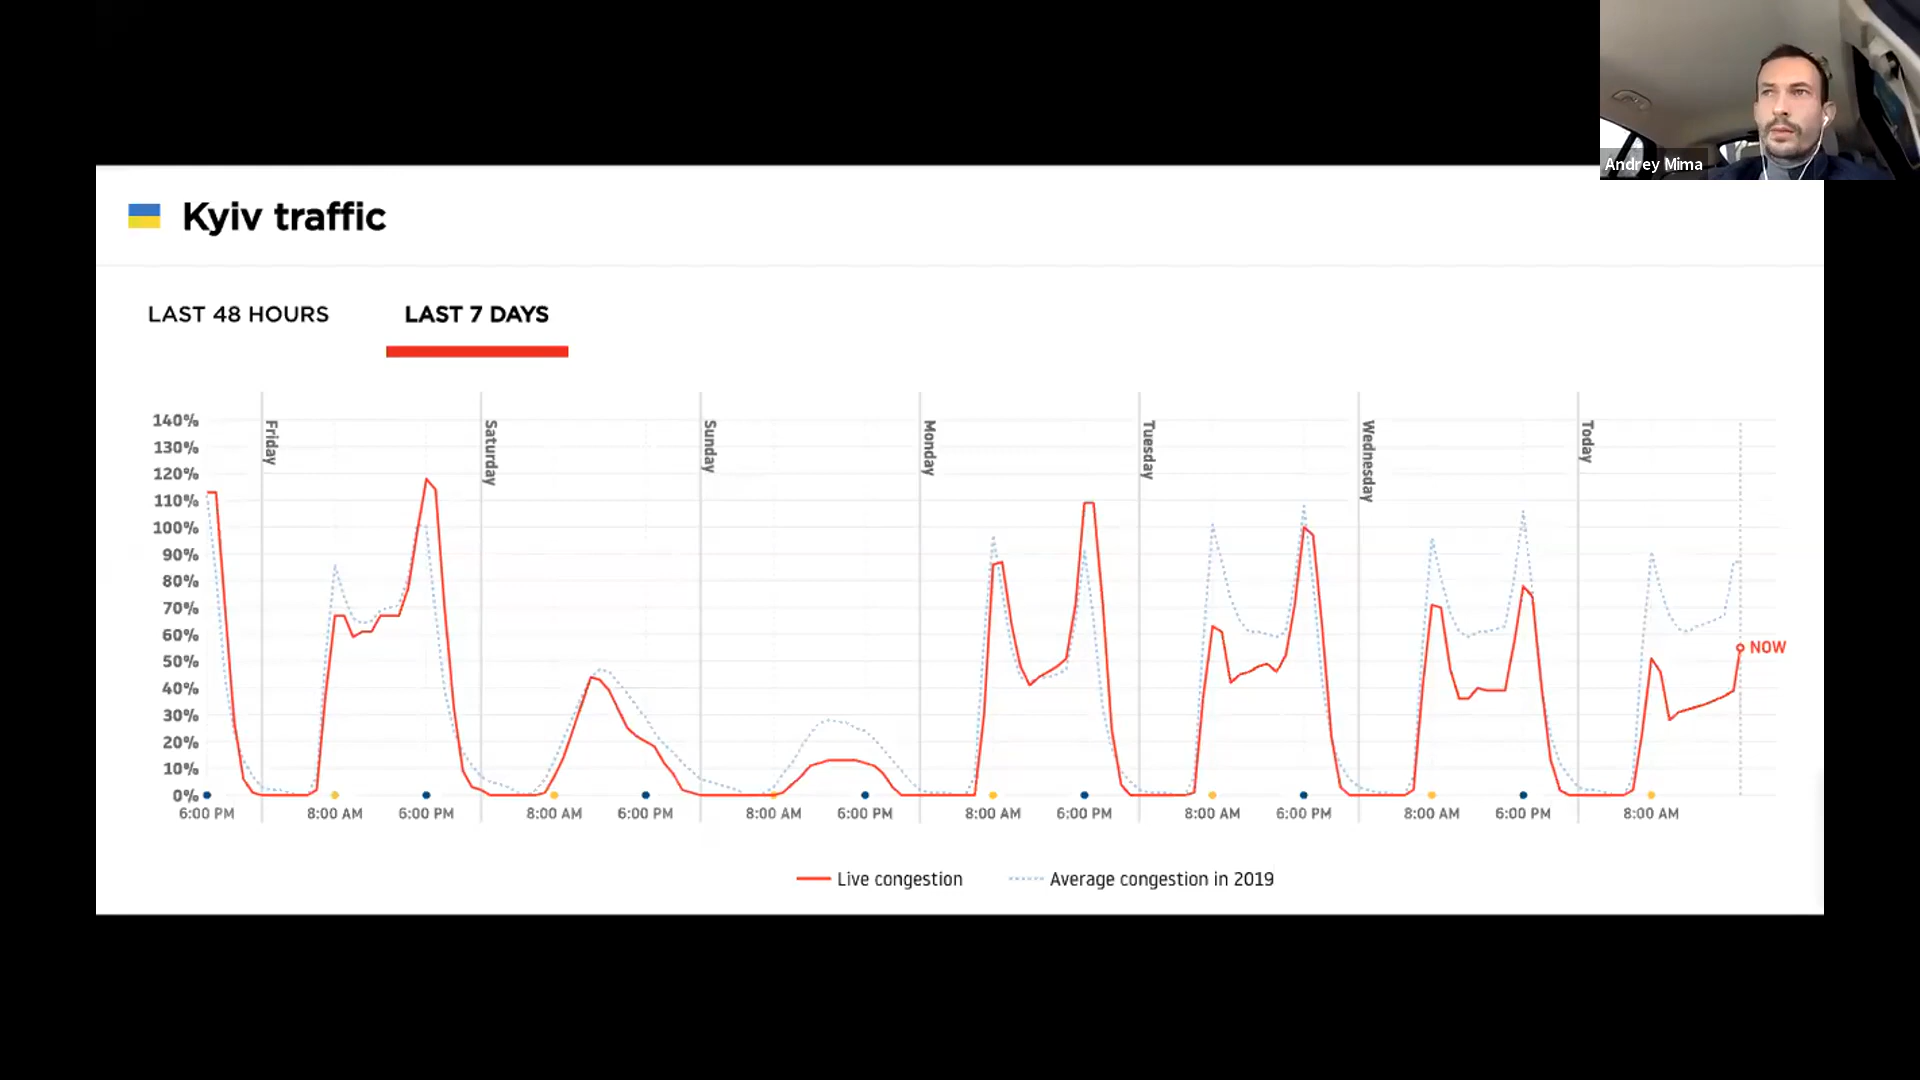 Andrey Mima
Kyiv traffic
LAST 48 HOURS
LAST 7 DAYS
140%
130%
120%
110%
100%
90%
80%
70%
60%
50%
40%
30%
20%
10%
0%
Friday
Saturday
Sunday
Monday
Tuesday
Wednesday
Today
NOW
6:00 PM
8:00 AM
6:00 PM
8:00 AM
6:00 PM
8:00 AM
6:00 PM
8:00 AM
6:00 PM
8:00 AM
6:00 PM
8:00 AM
6:00 PM
8:00 AM
Live congestion
Average congestion in 2019